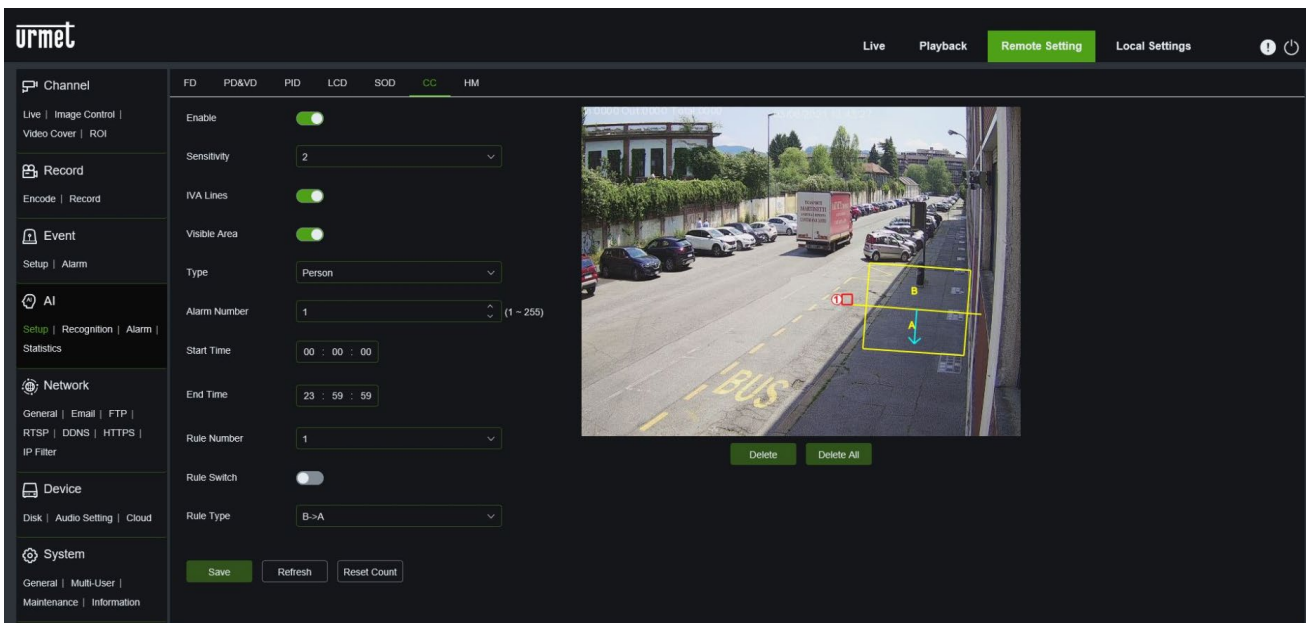 urmet
Live Playback Remote Setting Local Settings
Channel
Live | Image Control |
Video Cover | ROI
Record
Encode | Record
Event
Setup | Alarm
AI
Setup | Recognition | Alarm |
Statistics
Network
General | Email | FTP |
RTSP | DDNS | HTTPS |
IP Filter
Device
Disk | Audio Setting | Cloud
System
General | Multi-User |
Maintenance | Information
FD PD&VD PID LCD SOD CC HM
Enable
Sensitivity 2
IVA Lines
Visible Area
Type Person
Alarm Number 1 (1 ~ 255)
Start Time 00 : 00 : 00
End Time 23 : 59 : 59
Rule Number 1
Rule Switch
Rule Type B->A
Save Refresh Reset Count
B
1
A
BUS
Delete Delete All